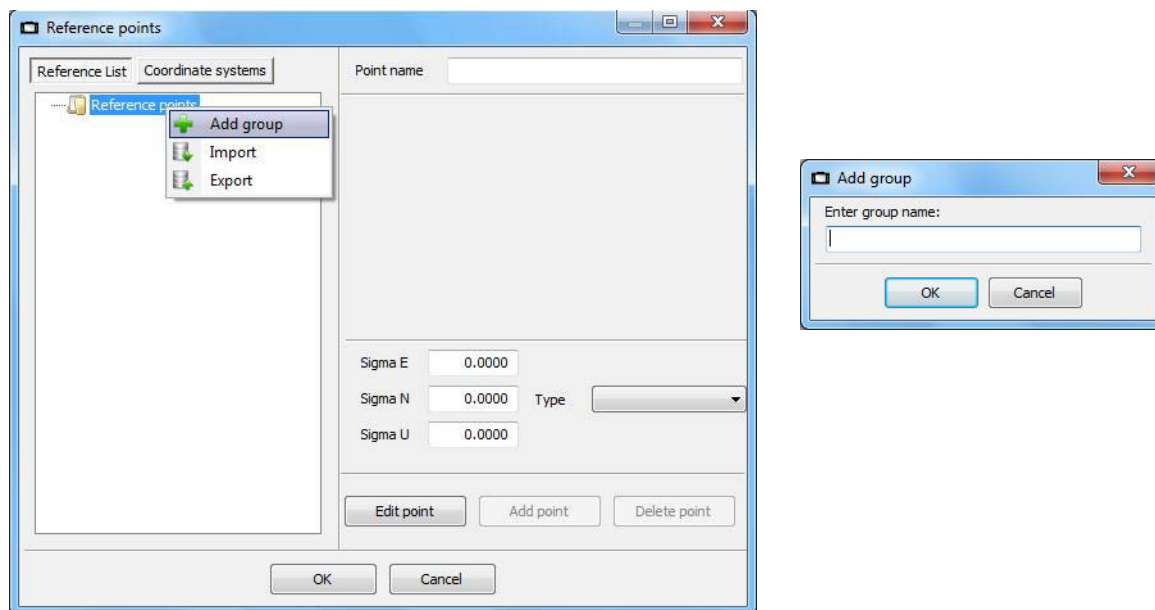 Reference points
Reference List Coordinate systems
Reference points
Add group
Import
Export
Point name
Sigma E 0.0000
Sigma N 0.0000 Type
Sigma U 0.0000
Edit point Add point Delete point
OK Cancel
Add group
Enter group name:
OK Cancel